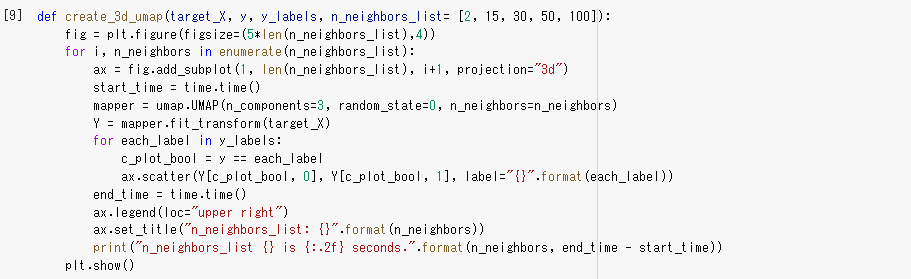 [9] def create_3d_umap(target_X, y, y_labels, n_neighbors_list= [2, 15, 30, 50, 100]):
    fig = plt.figure(figsize=(5*len(n_neighbors_list),4))
    for i, n_neighbors in enumerate(n_neighbors_list):
        ax = fig.add_subplot(1, len(n_neighbors_list), i+1, projection="3d")
        start_time = time.time()
        mapper = umap.UMAP(n_components=3, random_state=0, n_neighbors=n_neighbors)
        Y = mapper.fit_transform(target_X)
        for each_label in y_labels:
            c_plot_bool = y == each_label
            ax.scatter(Y[c_plot_bool, 0], Y[c_plot_bool, 1], label="{}".format(each_label))
        end_time = time.time()
        ax.legend(loc="upper right")
        ax.set_title("n_neighbors_list: {}".format(n_neighbors))
        print("n_neighbors_list {} is {:.2f} seconds.".format(n_neighbors, end_time - start_time))
    plt.show()